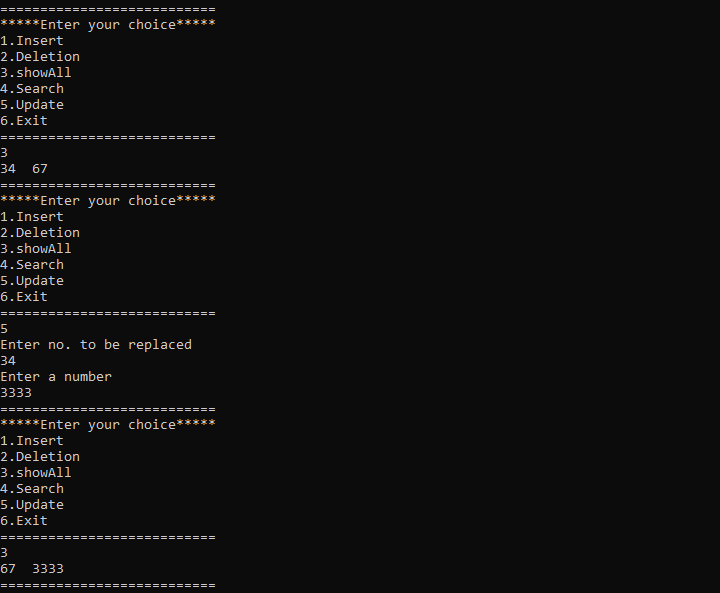 ===========================
*****Enter your choice*****
1.Insert
2.Deletion
3.showAll
4.Search
5.Update
6.Exit
===========================
3
34  67
===========================
*****Enter your choice*****
1.Insert
2.Deletion
3.showAll
4.Search
5.Update
6.Exit
===========================
5
Enter no. to be replaced
34
Enter a number
3333
===========================
*****Enter your choice*****
1.Insert
2.Deletion
3.showAll
4.Search
5.Update
6.Exit
===========================
3
67  3333
===========================